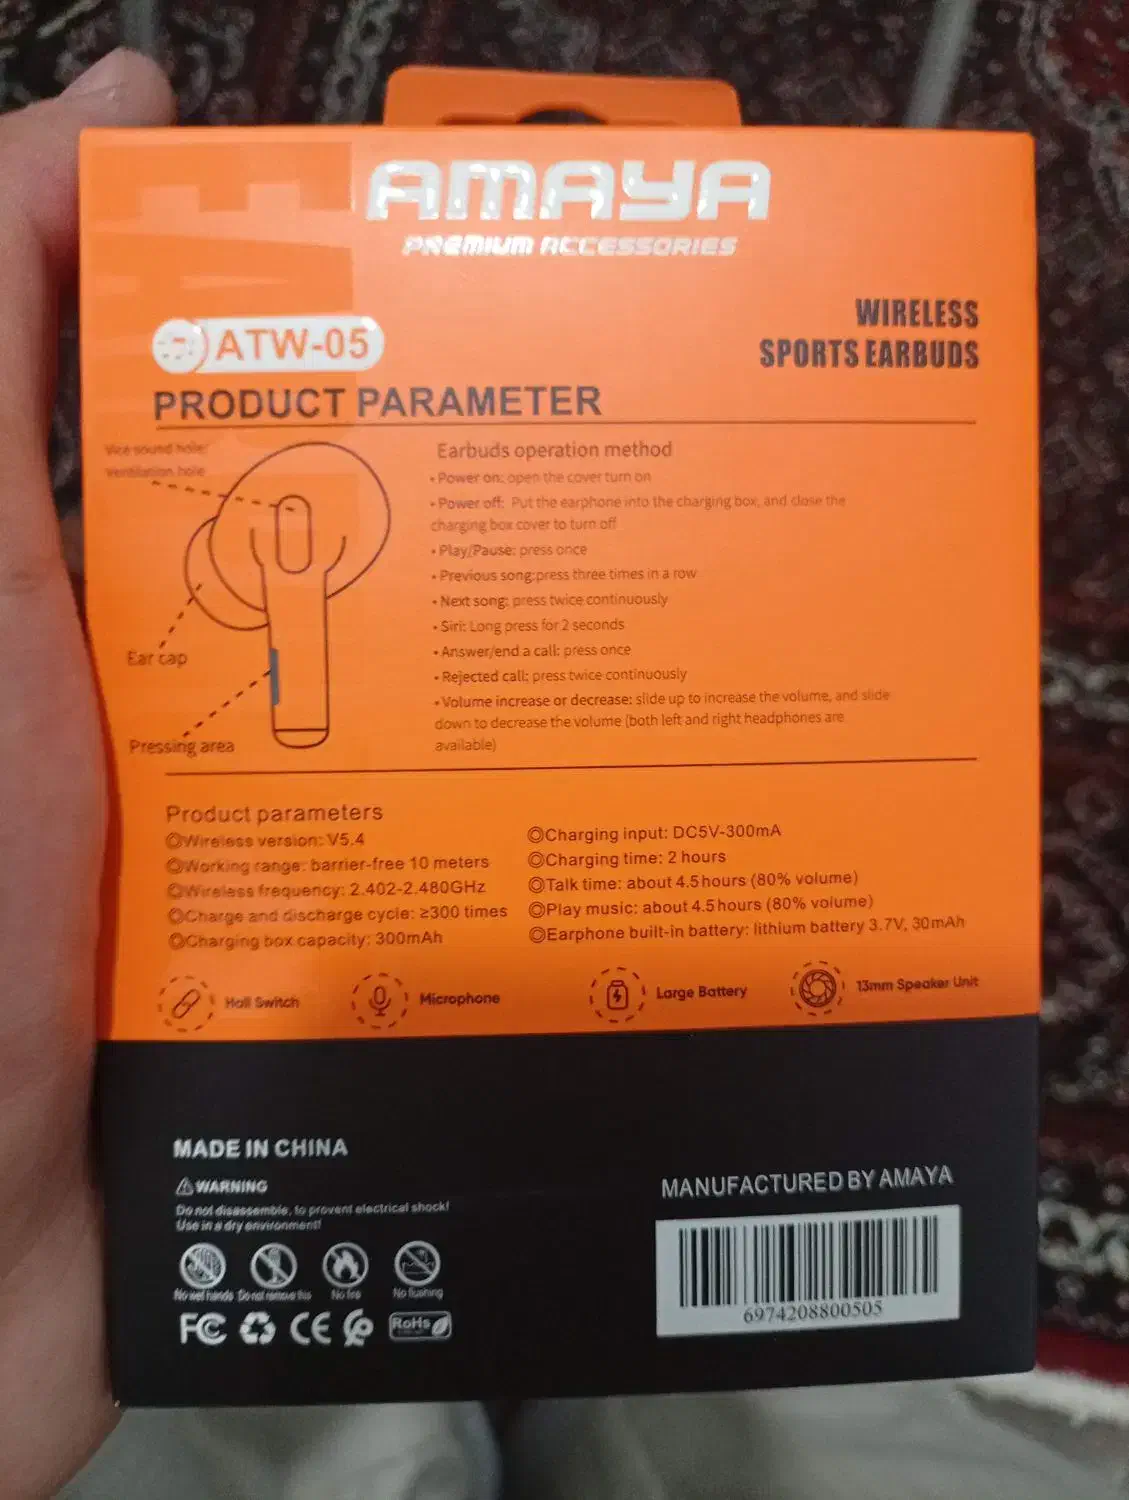 AMAYA
PREMIUM ACCESSORIES
WIRELESS
SPORTS EARBUDS
ATW-05
PRODUCT PARAMETER
Vice sound hole/
Ventilation hole
Ear cap
Pressing area
Earbuds operation method
• Power on: open the cover turn on
• Power off: Put the earphone into the charging box, and close the
charging box cover to turn off
• Play/Pause: press once
• Previous song:press three times in a row
• Next song: press twice continuously
• Siri: Long press for 2 seconds
• Answer/end a call: press once
• Rejected call: press twice continuously
• Volume increase or decrease: slide up to increase the volume, and slide
down to decrease the volume (both left and right headphones are
available)
Product parameters
◎Wireless version: V5.4
◎Working range: barrier-free 10 meters
◎Wireless frequency: 2.402-2.480GHz
◎Charge and discharge cycle: ≥300 times
◎Charging box capacity: 300mAh
◎Charging input: DC5V-300mA
◎Charging time: 2 hours
◎Talk time: about 4.5hours (80% volume)
◎Play music: about 4.5hours (80% volume)
◎Earphone built-in battery: lithium battery 3.7V, 30mAh
Hall Switch
Microphone
Large Battery
13mm Speaker Unit
MADE IN CHINA
WARNING
Do not disassemble, to prevent electrical shock!
Use in a dry environment!
No wet hands
Do not remove this
No fire
No flushing
FC
CE
RoHS
MANUFACTURED BY AMAYA
6974208800505